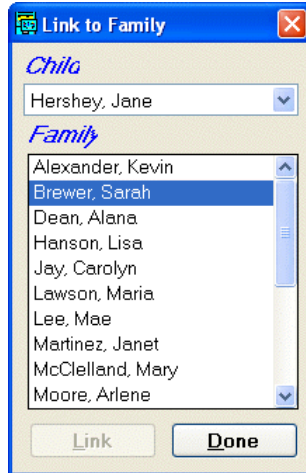 Link to Family
Child
Hershey, Jane
Family
Alexander, Kevin
Brewer, Sarah
Dean, Alana
Hanson, Lisa
Jay, Carolyn
Lawson, Maria
Lee, Mae
Martinez, Janet
McClelland, Mary
Moore, Arlene
Link Done